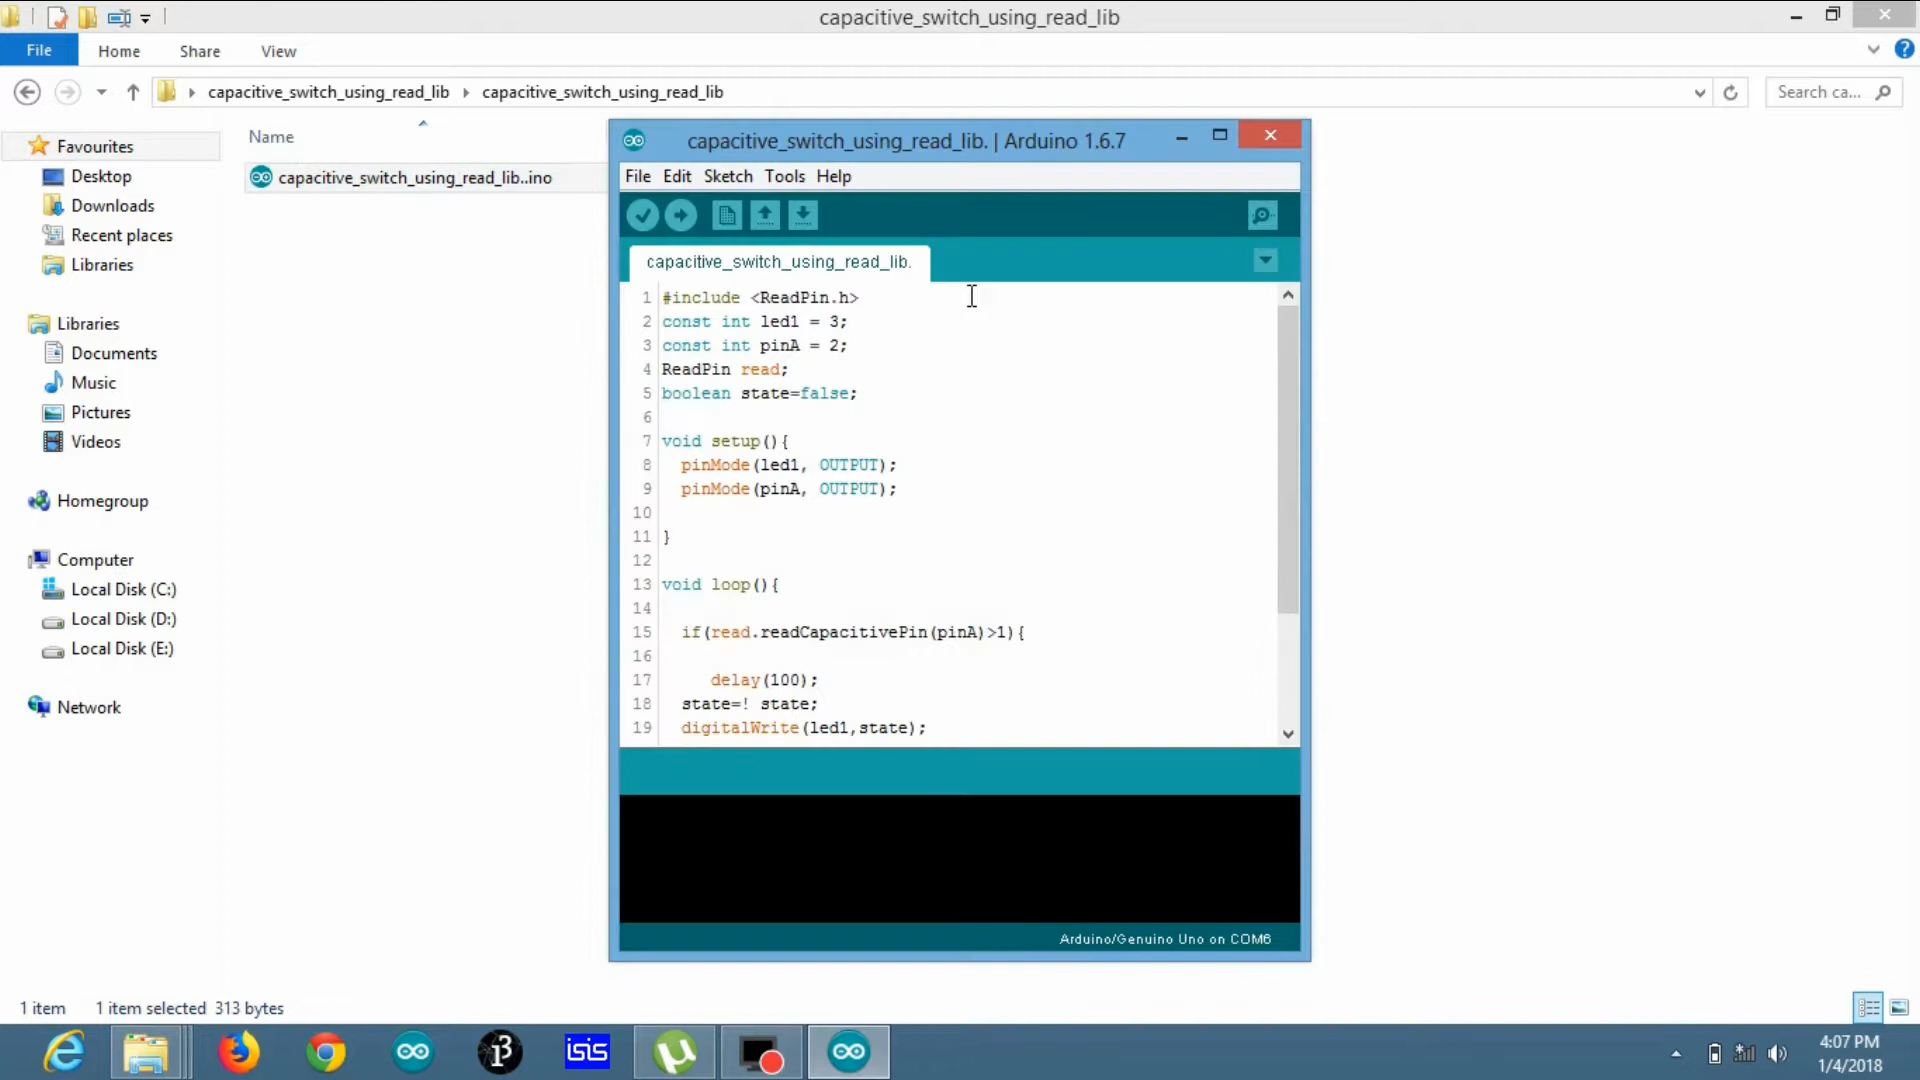 capacitive_switch_using_read_lib
File Home Share View
capacitive_switch_using_read_lib capacitive_switch_using_read_lib
Search ca...
Favourites
Desktop
Downloads
Recent places
Libraries
Libraries
Documents
Music
Pictures
Videos
Homegroup
Computer
Local Disk (C:)
Local Disk (D:)
Local Disk (E:)
Network
Name
capacitive_switch_using_read_lib..ino
capacitive_switch_using_read_lib. | Arduino 1.6.7
File Edit Sketch Tools Help
capacitive_switch_using_read_lib.
1 #include <ReadPin.h>
2 const int led1 = 3;
3 const int pinA = 2;
4 ReadPin read;
5 boolean state=false;
6
7 void setup(){
8 pinMode(led1, OUTPUT);
9 pinMode(pinA, OUTPUT);
10
11 }
12
13 void loop(){
14
15 if(read.readCapacitivePin(pinA)>1){
16
17 delay(100);
18 state=! state;
19 digitalWrite(led1,state);
Arduino/Genuino Uno on COM6
1 item 1 item selected 313 bytes
isis
4:07 PM
1/4/2018